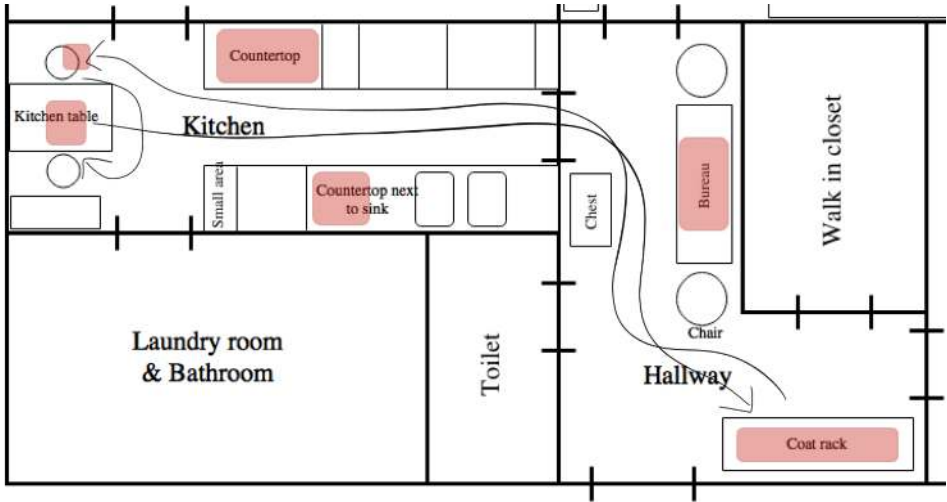 Countertop
Kitchen table
Kitchen
Small area
Countertop next
to sink
Chest
Bureau
Walk in closet
Chair
Laundry room
& Bathroom
Toilet
Hallway
Coat rack